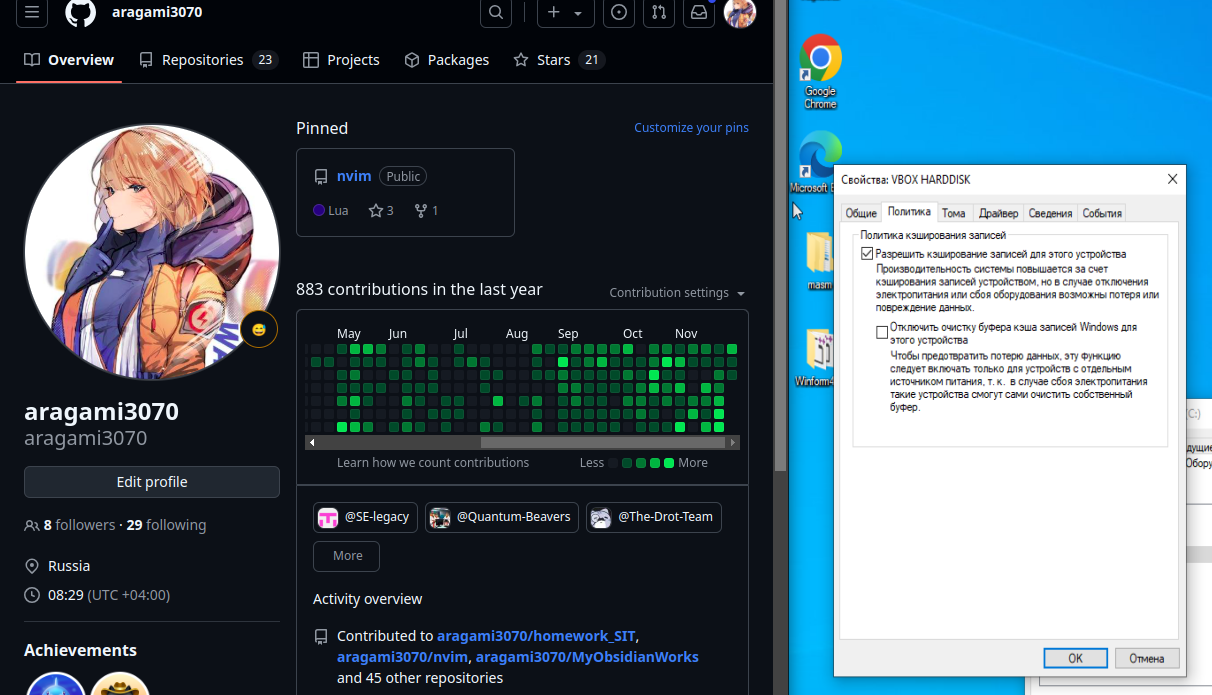 aragami3070
Overview
Repositories 23
Projects
Packages
Stars 21
Pinned
Customize your pins
nvim Public
Lua 3 1
883 contributions in the last year
Contribution settings
May Jun Jul Aug Sep Oct Nov
Learn how we count contributions
Less More
@SE-legacy
@Quantum-Beavers
@The-Drot-Team
More
Activity overview
Contributed to aragami3070/homework_SIT,
aragami3070/nvim, aragami3070/MyObsidianWorks
and 45 other repositories
aragami3070
aragami3070
Edit profile
8 followers · 29 following
Russia
08:29 (UTC +04:00)
Achievements
Google
Chrome
Microsoft E
masm
Winform
Свойства: VBOX HARDDISK
Общие Политика Тома Драйвер Сведения События
Политика кэширования записей
Разрешить кэширование записей для этого устройства
Производительность системы повышается за счет
кэширования записей устройством, но в случае отключения
электропитания или сбоя оборудования возможны потеря или
повреждение данных.
Отключить очистку буфера кэша записей Windows для
этого устройства
Чтобы предотвратить потерю данных, эту функцию
следует включать только для устройств с отдельным
источником питания, т. к. в случае сбоя электропитания
такие устройства смогут сами очистить собственный
буфер.
OK
Отмена
C:)
дущие
Обору